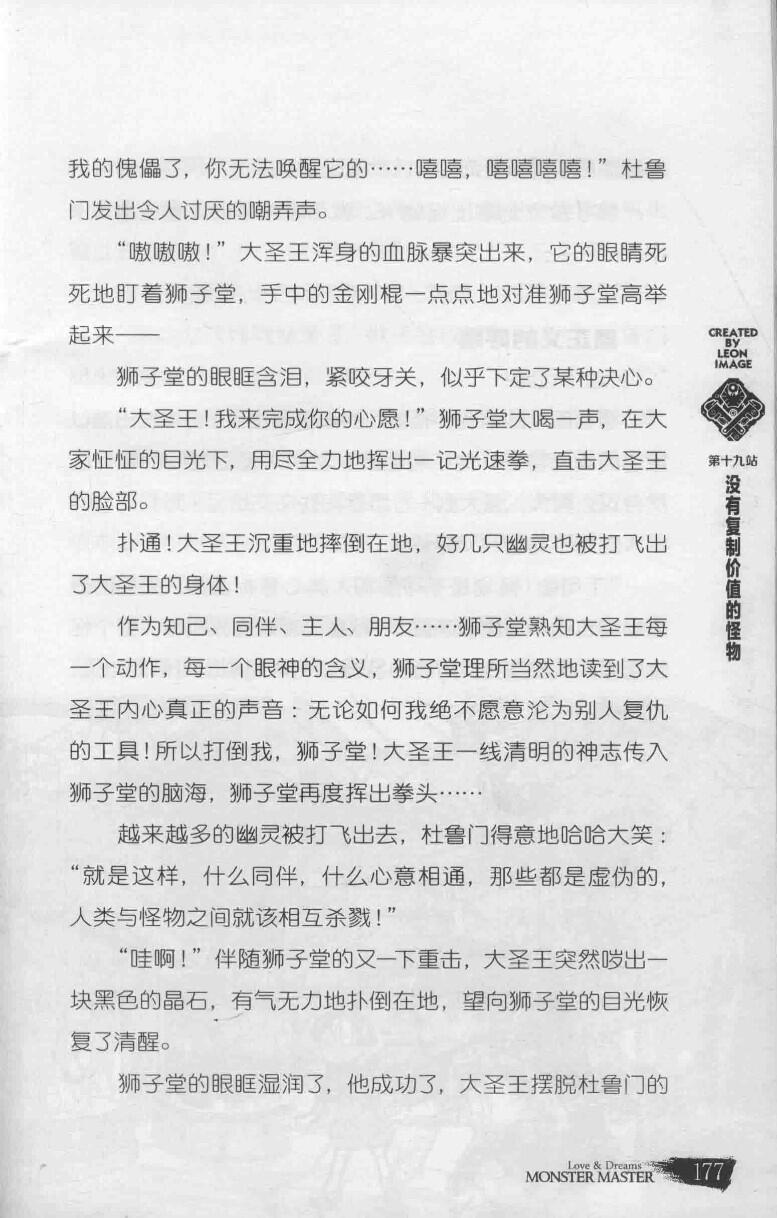 我的傀儡了，你无法唤醒它的……嘻嘻，嘻嘻嘻嘻！”杜鲁
门发出令人讨厌的嘲弄声。
“嗷嗷嗷！”大圣王浑身的血脉暴突出来，它的眼睛死
死地盯着狮子堂，手中的金刚棍一点点地对准狮子堂高举
起来——
狮子堂的眼眶含泪，紧咬牙关，似乎下定了某种决心。
“大圣王！我来完成你的心愿！”狮子堂大喝一声，在大
家怔怔的目光下，用尽全力地挥出一记光速拳，直击大圣王
的脸部。
扑通！大圣王沉重地摔倒在地，好几只幽灵也被打飞出
了大圣王的身体！
作为知己、同伴、主人、朋友……狮子堂熟知大圣王每
一个动作，每一个眼神的含义，狮子堂理所当然地读到了大
圣王内心真正的声音：无论如何我绝不愿意沦为别人复仇
的工具！所以打倒我，狮子堂！大圣王一线清明的神志传入
狮子堂的脑海，狮子堂再度挥出拳头……
越来越多的幽灵被打飞出去，杜鲁门得意地哈哈大笑：
“就是这样，什么同伴，什么心意相通，那些都是虚伪的，
人类与怪物之间就该相互杀戮！”
“哇啊！”伴随狮子堂的又一下重击，大圣王突然哕出一
块黑色的晶石，有气无力地扑倒在地，望向狮子堂的目光恢
复了清醒。
狮子堂的眼眶湿润了，他成功了，大圣王摆脱杜鲁门的
CREATED
BY
LEON
IMAGE
第十九站
没有复制价值的怪物
Love & Dreams
MONSTER MASTER
177